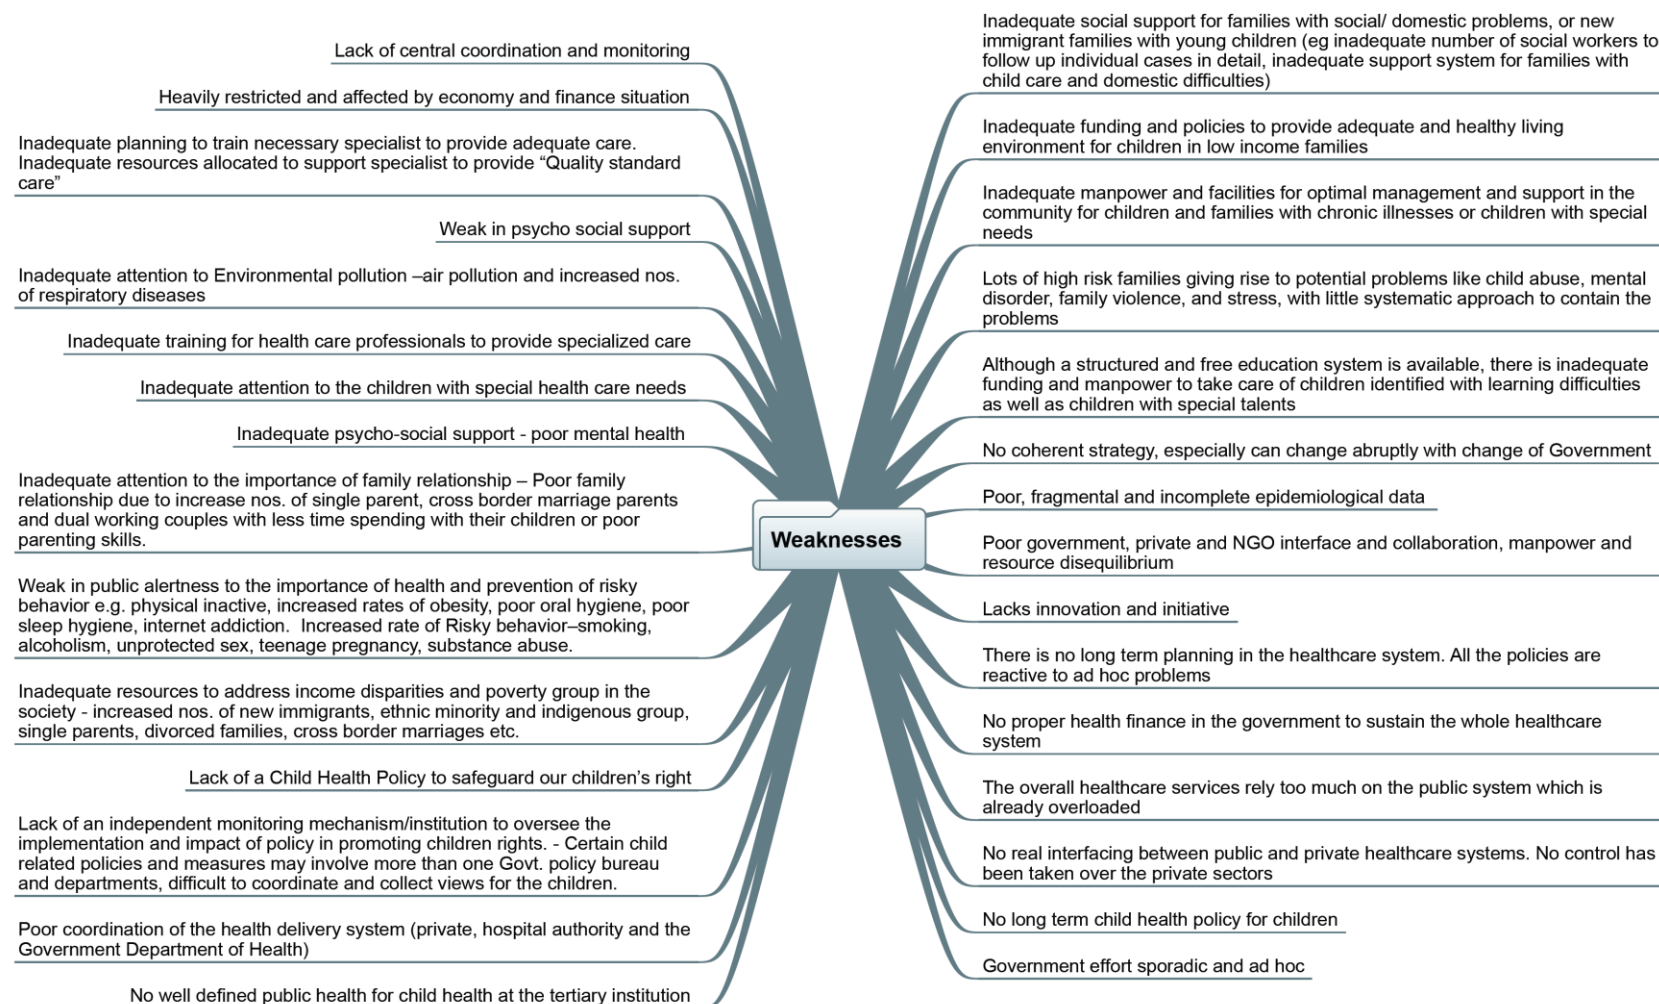 Lack of central coordination and monitoring
Heavily restricted and affected by economy and finance situation
Inadequate planning to train necessary specialist to provide adequate care.
Inadequate resources allocated to support specialist to provide “Quality standard
care”
Weak in psycho social support
Inadequate attention to Environmental pollution –air pollution and increased nos.
of respiratory diseases
Inadequate training for health care professionals to provide specialized care
Inadequate attention to the children with special health care needs
Inadequate psycho-social support - poor mental health
Inadequate attention to the importance of family relationship – Poor family
relationship due to increase nos. of single parent, cross border marriage parents
and dual working couples with less time spending with their children or poor
parenting skills.
Weak in public alertness to the importance of health and prevention of risky
behavior e.g. physical inactive, increased rates of obesity, poor oral hygiene, poor
sleep hygiene, internet addiction.  Increased rate of Risky behavior–smoking,
alcoholism, unprotected sex, teenage pregnancy, substance abuse.
Inadequate resources to address income disparities and poverty group in the
society - increased nos. of new immigrants, ethnic minority and indigenous group,
single parents, divorced families, cross border marriages etc.
Lack of a Child Health Policy to safeguard our children’s right
Lack of an independent monitoring mechanism/institution to oversee the
implementation and impact of policy in promoting children rights. - Certain child
related policies and measures may involve more than one Govt. policy bureau
and departments, difficult to coordinate and collect views for the children.
Poor coordination of the health delivery system (private, hospital authority and the
Government Department of Health)
No well defined public health for child health at the tertiary institution
Weaknesses
Inadequate social support for families with social/ domestic problems, or new
immigrant families with young children (eg inadequate number of social workers to
follow up individual cases in detail, inadequate support system for families with
child care and domestic difficulties)
Inadequate funding and policies to provide adequate and healthy living
environment for children in low income families
Inadequate manpower and facilities for optimal management and support in the
community for children and families with chronic illnesses or children with special
needs
Lots of high risk families giving rise to potential problems like child abuse, mental
disorder, family violence, and stress, with little systematic approach to contain the
problems
Although a structured and free education system is available, there is inadequate
funding and manpower to take care of children identified with learning difficulties
as well as children with special talents
No coherent strategy, especially can change abruptly with change of Government
Poor, fragmental and incomplete epidemiological data
Poor government, private and NGO interface and collaboration, manpower and
resource disequilibrium
Lacks innovation and initiative
There is no long term planning in the healthcare system. All the policies are
reactive to ad hoc problems
No proper health finance in the government to sustain the whole healthcare
system
The overall healthcare services rely too much on the public system which is
already overloaded
No real interfacing between public and private healthcare systems. No control has
been taken over the private sectors
No long term child health policy for children
Government effort sporadic and ad hoc